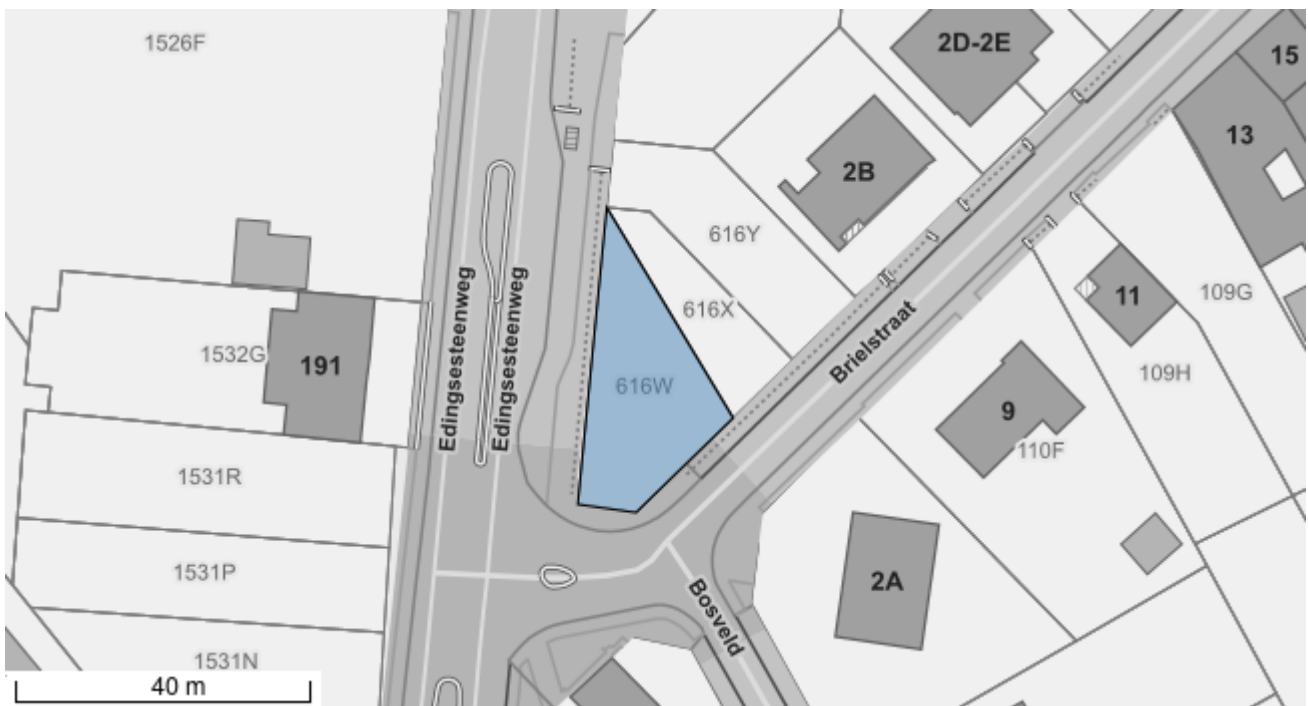 1526F
2D-2E
15
13
2B
616Y
Edingsesteenweg
Edingsesteenweg
616X
109G
11
1532G
191
Brielstraat
616W
109H
9
110F
1531R
1531P
2A
Bosveld
1531N
40 m